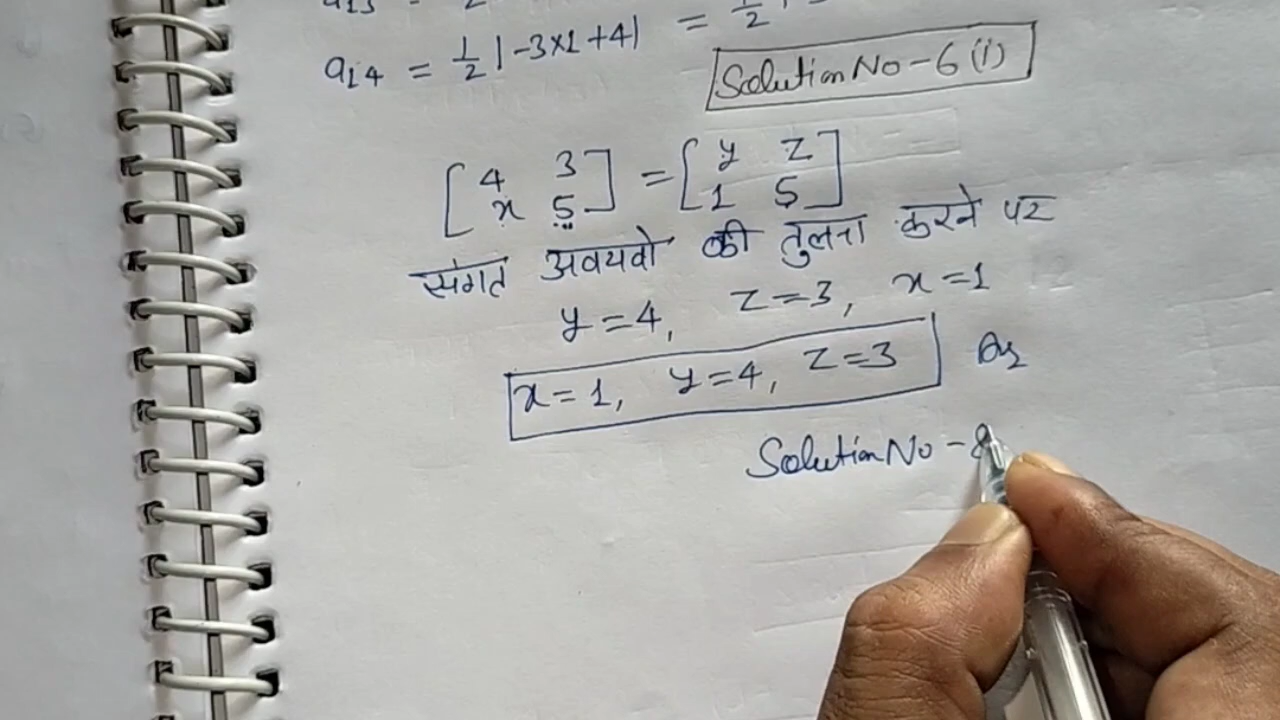 a₁₄ = 1/2 |-3×1 + 4| = 1/2
Solution No - 6 (i)
[4 3
x 5] = [y z
1 5]
संगत अवयवो की तुलना करने पर
y = 4, z = 3, x = 1
x = 1, y = 4, z = 3
Solution No - 8